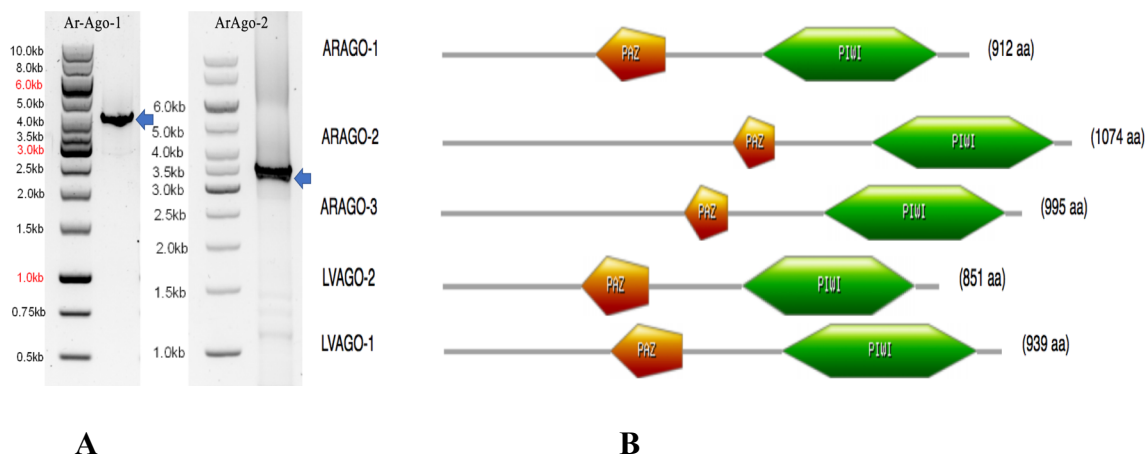 Ar-Ago-1
10.0kb
8.0kb
6.0kb
5.0kb
4.0kb
3.5kb
3.0kb
2.5kb
2.0kb
1.5kb
1.0kb
0.75kb
0.5kb
ArAgo-2
6.0kb
5.0kb
4.0kb
3.5kb
3.0kb
2.5kb
2.0kb
1.5kb
1.0kb
A
ARAGO-1 PAZ PIWI (912 aa)
ARAGO-2 PAZ PIWI (1074 aa)
ARAGO-3 PAZ PIWI (995 aa)
LVAGO-2 PAZ PIWI (851 aa)
LVAGO-1 PAZ PIWI (939 aa)
B